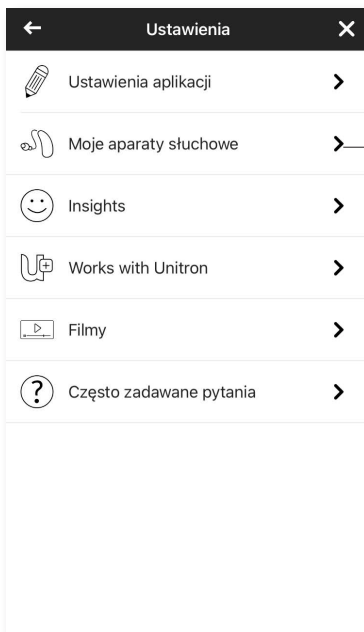 Ustawienia
Ustawienia aplikacji
Moje aparaty słuchowe
Insights
Works with Unitron
Filmy
Często zadawane pytania